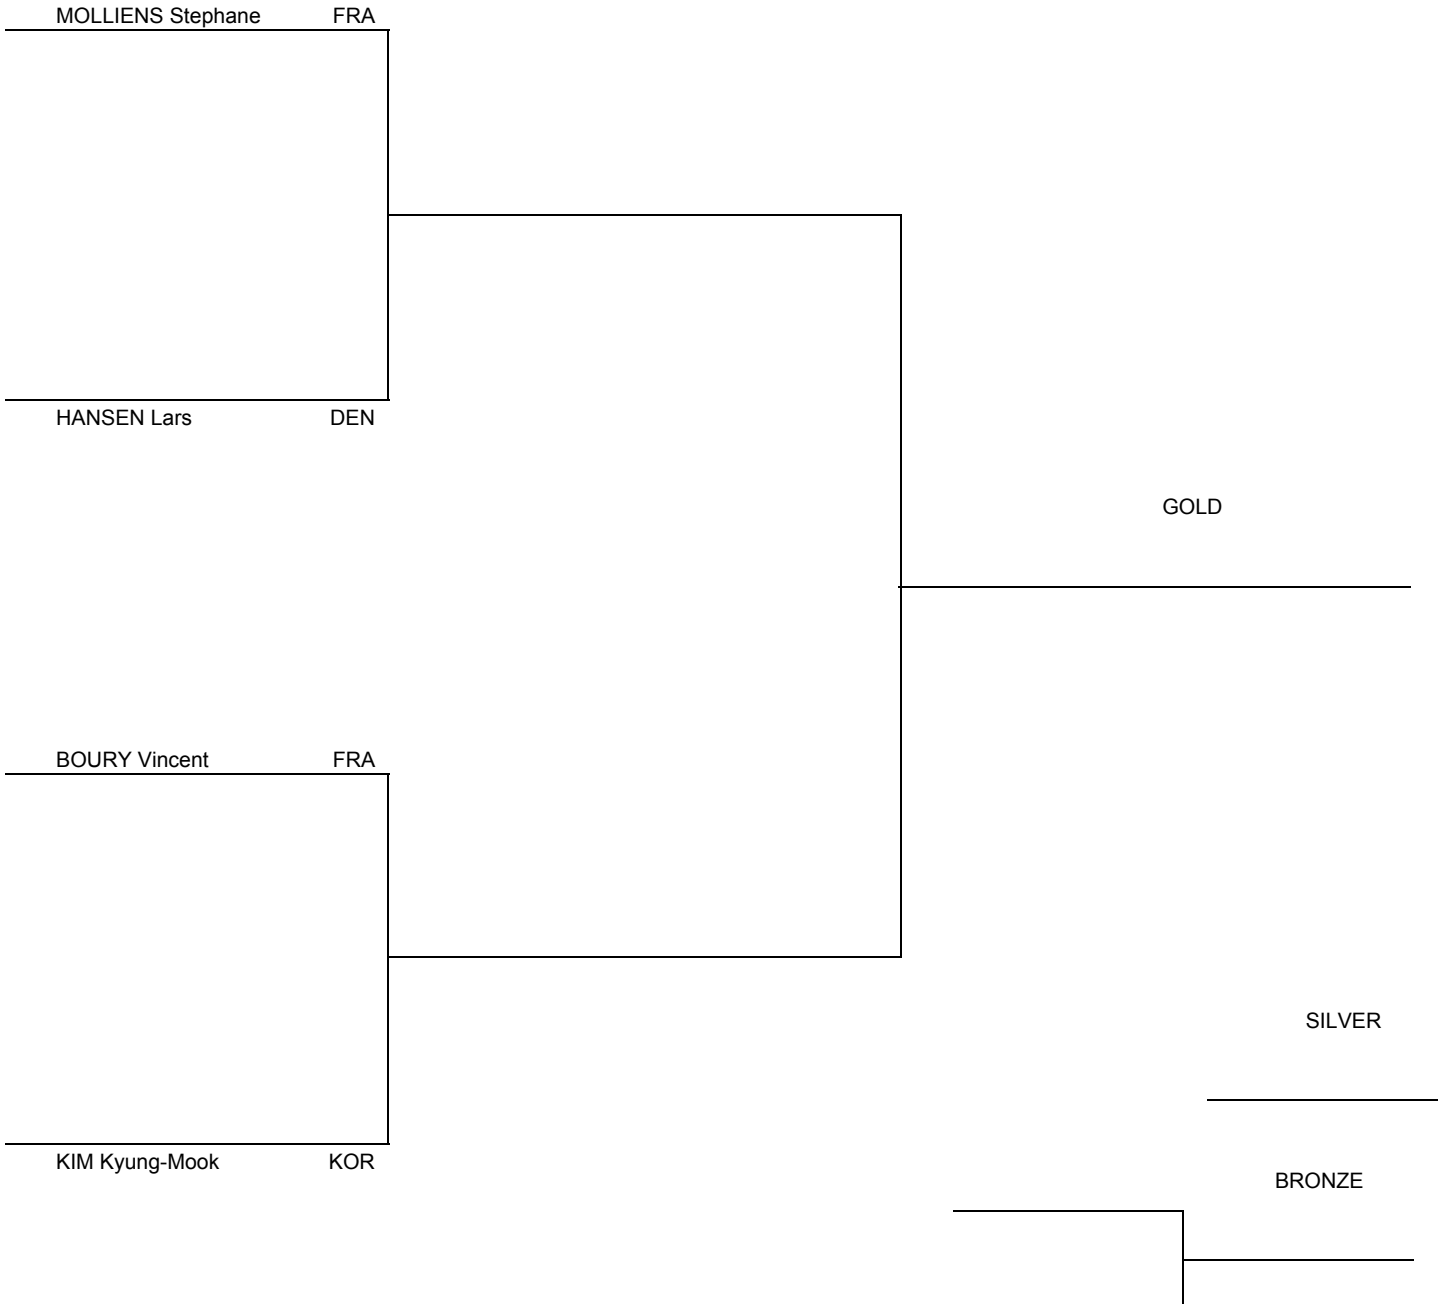 MOLLIENS Stephane FRA
HANSEN Lars DEN
GOLD
BOURY Vincent FRA
SILVER
KIM Kyung-Mook KOR
BRONZE